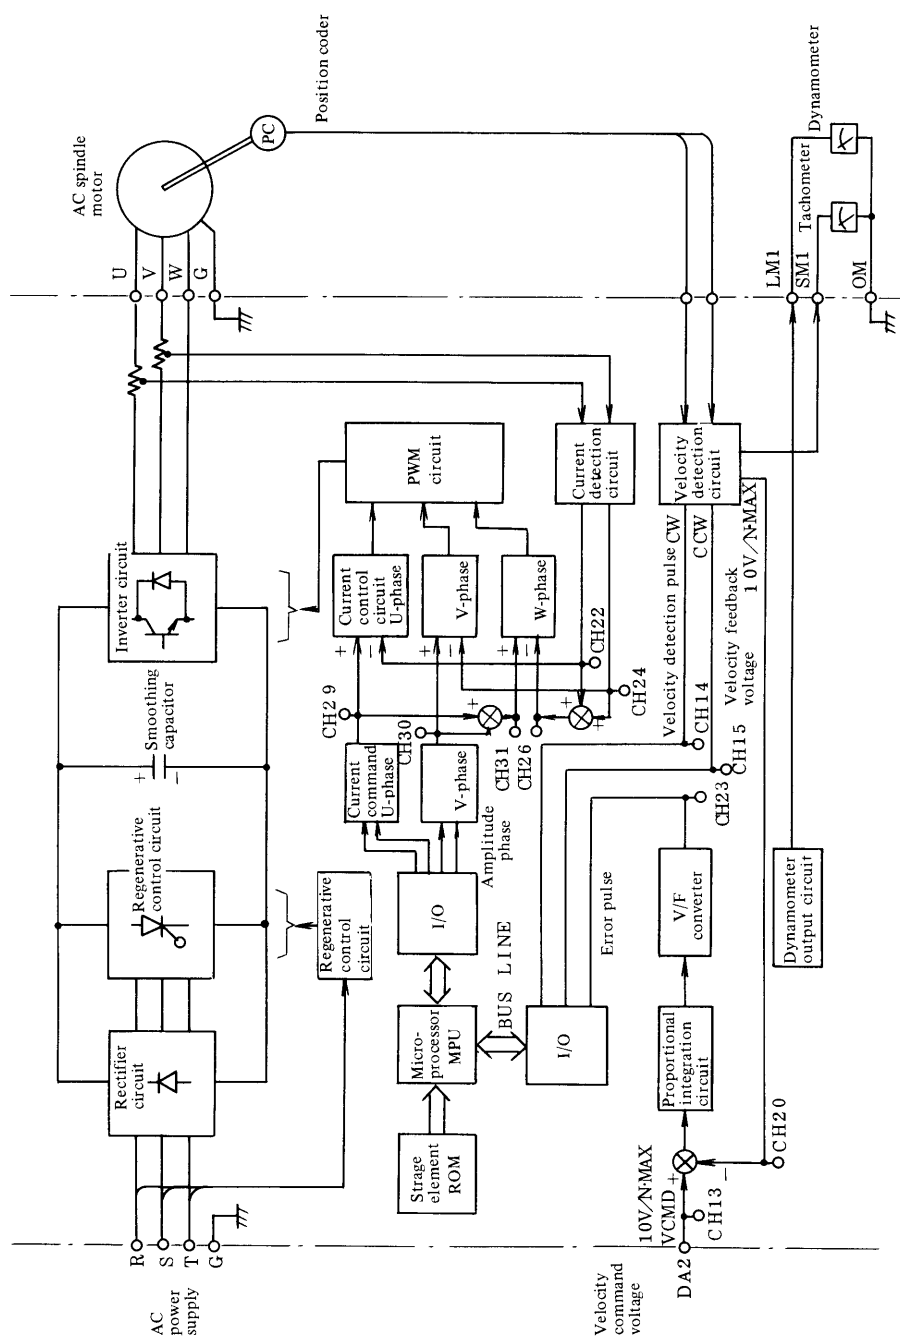 AC
power
supply
R
S
T
G
Rectifier
circuit
Regenerative
control circuit
+
−
Smoothing
capacitor
Inverter circuit
U
V
W
G
AC spindle
motor
PC
Position coder
Regenerative
control
circuit
Strage
element
ROM
Micro-
processor
MPU
BUS LINE
I/O
I/O
Amplitude
phase
Current
command
U-phase
V-phase
CH29
CH30
CH31
CH26
+
+
+
−
+
−
+
−
Current
control
circuit
U-phase
V-phase
W-phase
PWM
circuit
CH22
CH24
+
+
Current
detection
circuit
Velocity
detection
circuit
Velocity detection pulse CW
CCW
CH14
CH15
Velocity feedback
voltage
10V/N·MAX
Error pulse
CH23
Velocity
command
voltage
DA2
10V/N·MAX
VCMD
+
−
CH13
CH20
Proportional
integration
circuit
V/F
converter
Dynamometer
output circuit
LM1
SM1
OM
Tachometer
Dynamometer